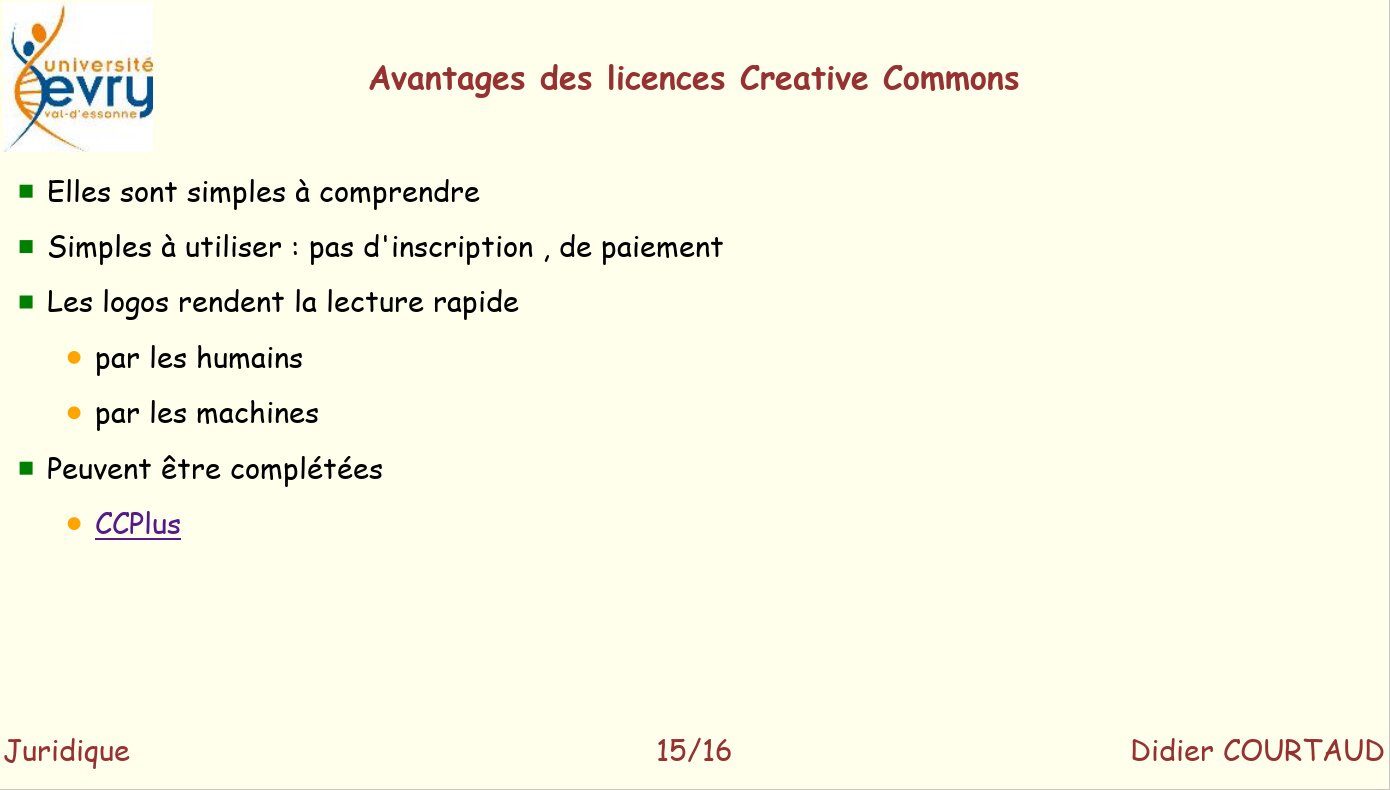 université
evry
val-d'essonne
Avantages des licences Creative Commons
Elles sont simples à comprendre
Simples à utiliser : pas d'inscription , de paiement
Les logos rendent la lecture rapide
par les humains
par les machines
Peuvent être complétées
CCPlus
Juridique 15/16 Didier COURTAUD